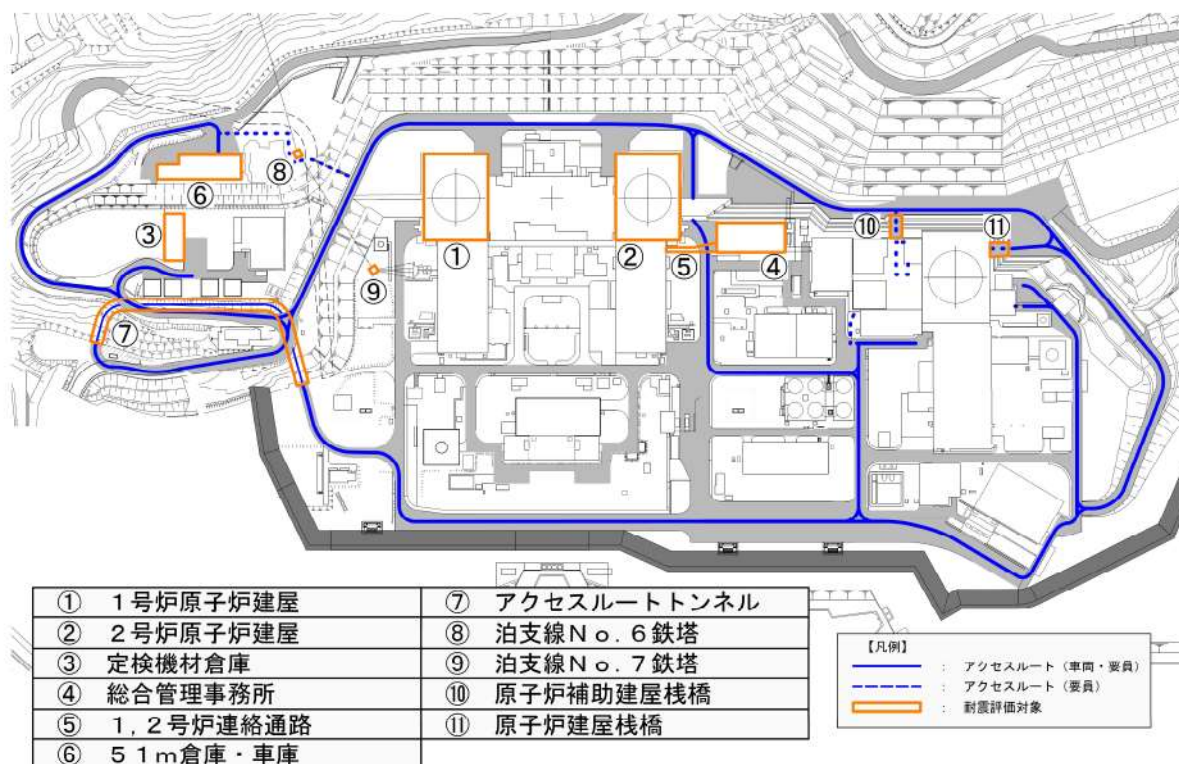 ⑧
⑥
③
①
②
⑩
⑪
⑤
④
⑨
⑦
① 1号炉原子炉建屋
② 2号炉原子炉建屋
③ 定検機材倉庫
④ 総合管理事務所
⑤ 1,2号炉連絡通路
⑥ 51m倉庫・車庫
⑦ アクセスルートトンネル
⑧ 泊支線No.6鉄塔
⑨ 泊支線No.7鉄塔
⑩ 原子炉補助建屋桟橋
⑪ 原子炉建屋桟橋
【凡例】
: アクセスルート(車両・要員)
: アクセスルート(要員)
: 耐震評価対象